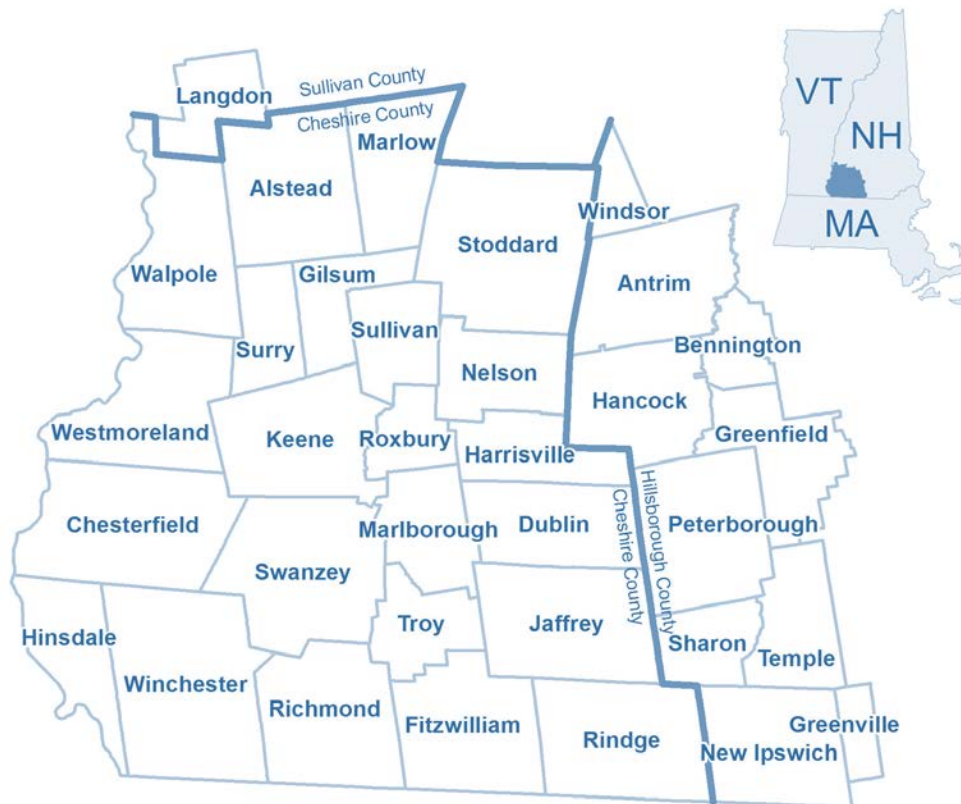 Sullivan County
Langdon
Cheshire County
Marlow
Alstead
VT
NH
MA
Windsor
Stoddard
Walpole
Gilsum
Antrim
Sullivan
Surry
Bennington
Nelson
Hancock
Westmoreland
Keene
Roxbury
Greenfield
Harrisville
Hillsborough County
Cheshire County
Chesterfield
Marlborough
Dublin
Peterborough
Swanzey
Hinsdale
Troy
Jaffrey
Sharon
Temple
Winchester
Richmond
Fitzwilliam
Rindge
Greenville
New Ipswich